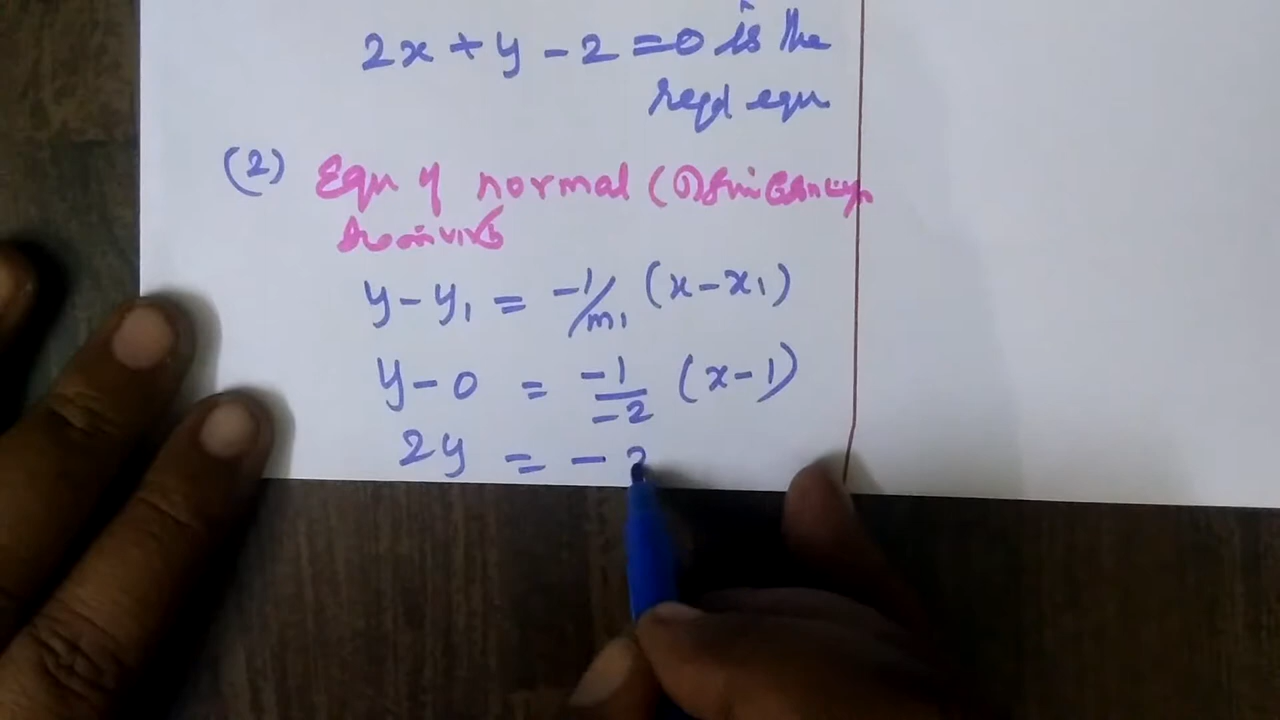 2x + y - 2 = 0 is the
reqd equ
(2) Equ of normal (செங்கோட்டு
y - y₁ = -1/m₁ (x - x₁)
y - 0 = -1/-2 (x - 1)
2y = -